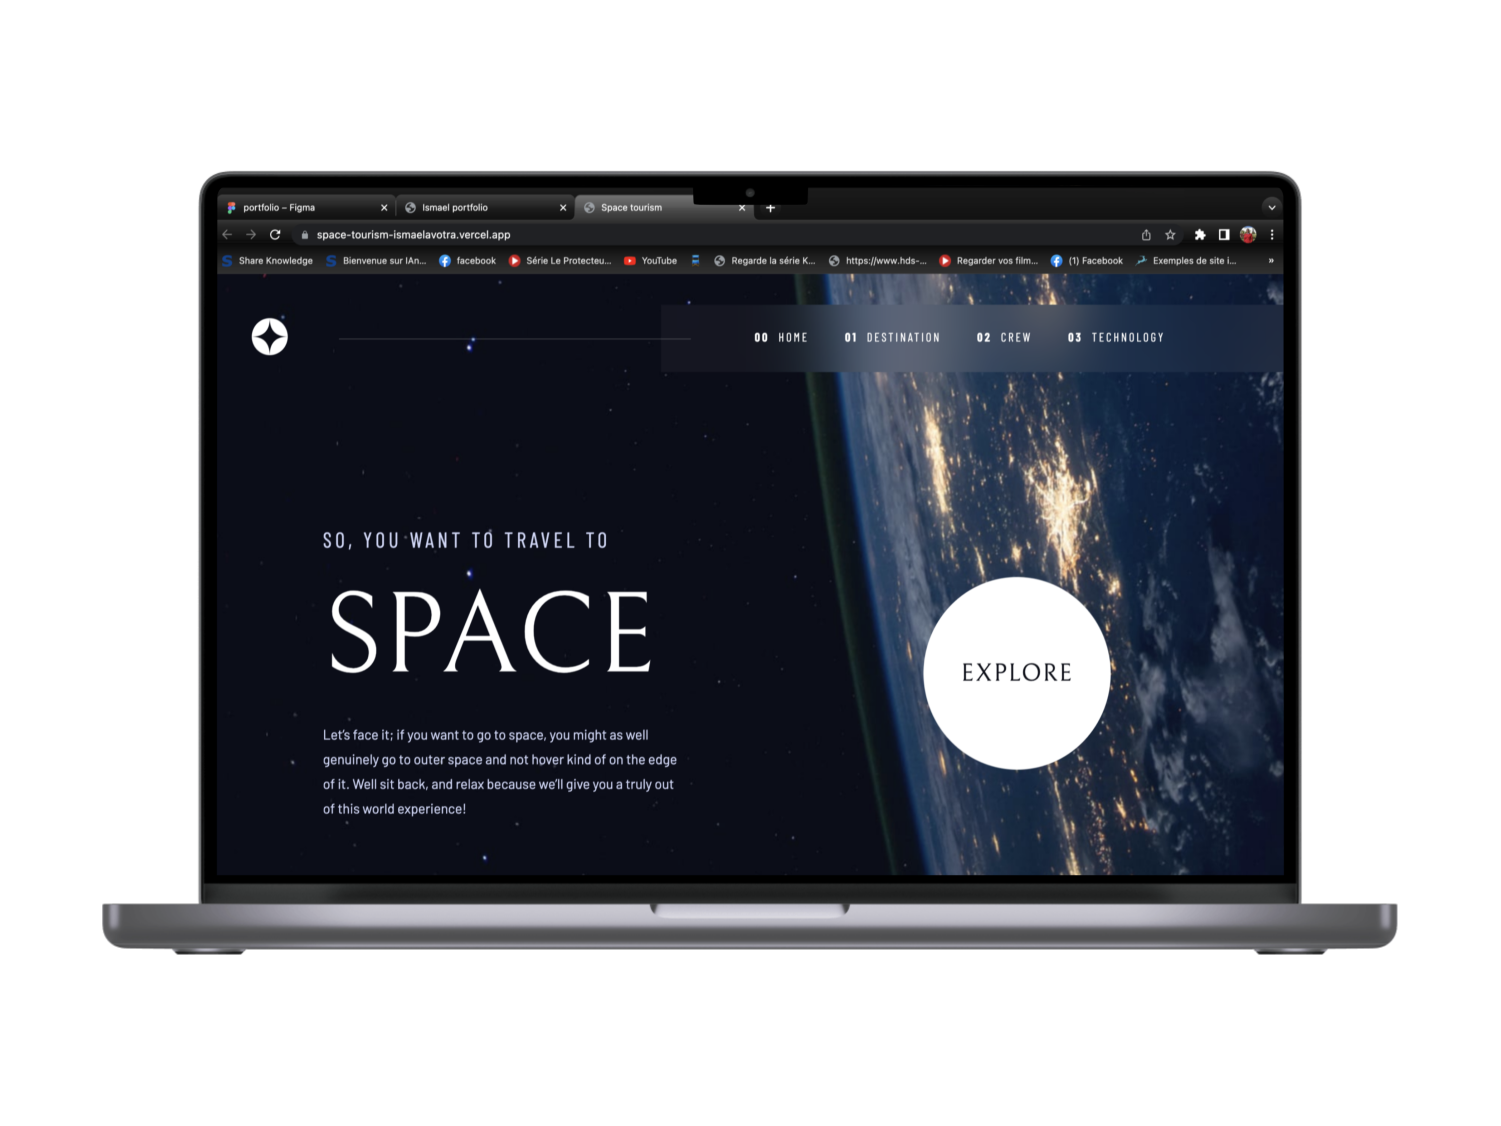 portfolio – Figma
Ismael portfolio
Space tourism
space-tourism-ismaelavotra.vercel.app
Share Knowledge
Bienvenue sur IAn...
facebook
Série Le Protecteu...
YouTube
Regarde la série K...
https://www.hds-...
Regarder vos film...
(1) Facebook
Exemples de site i...
00 HOME
01 DESTINATION
02 CREW
03 TECHNOLOGY
SO, YOU WANT TO TRAVEL TO
SPACE
Let's face it; if you want to go to space, you might as well
genuinely go to outer space and not hover kind of on the edge
of it. Well sit back, and relax because we'll give you a truly out
of this world experience!
EXPLORE